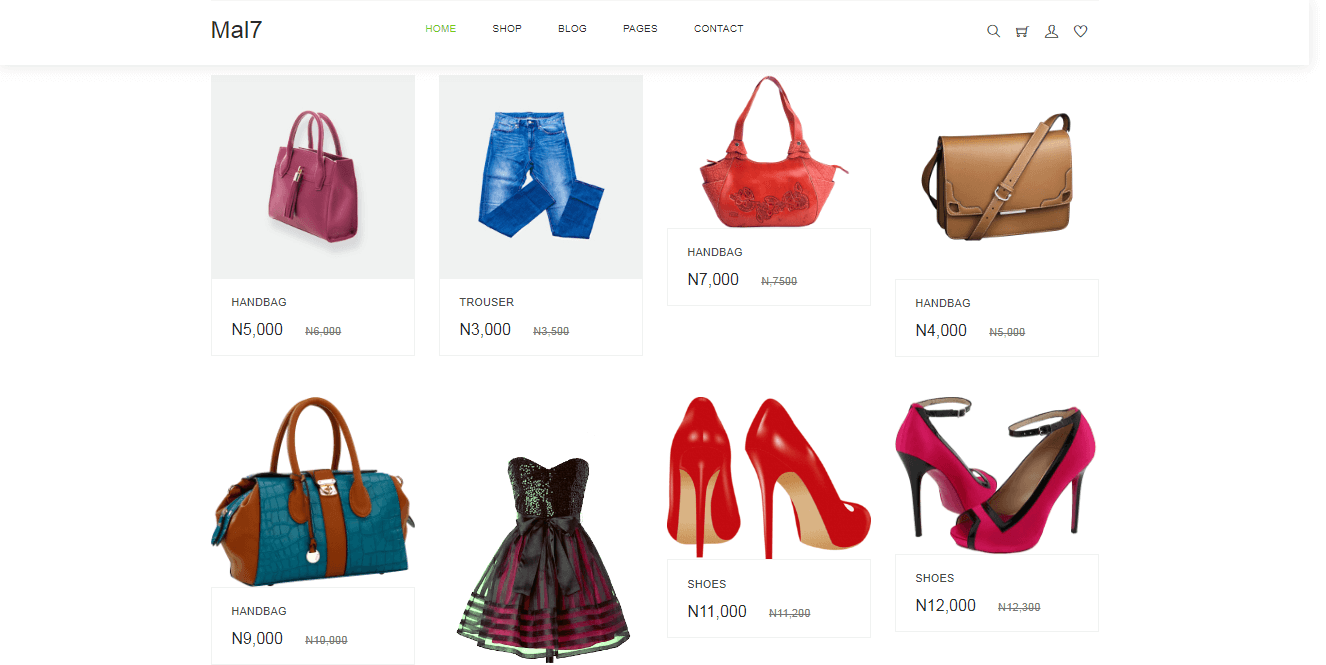 Mal7
HOME SHOP BLOG PAGES CONTACT
HANDBAG
N5,000 N6,000
TROUSER
N3,000 N3,500
HANDBAG
N7,000 N,7500
HANDBAG
N4,000 N5,000
HANDBAG
N9,000 N10,000
SHOES
N11,000 N11,200
SHOES
N12,000 N12,300